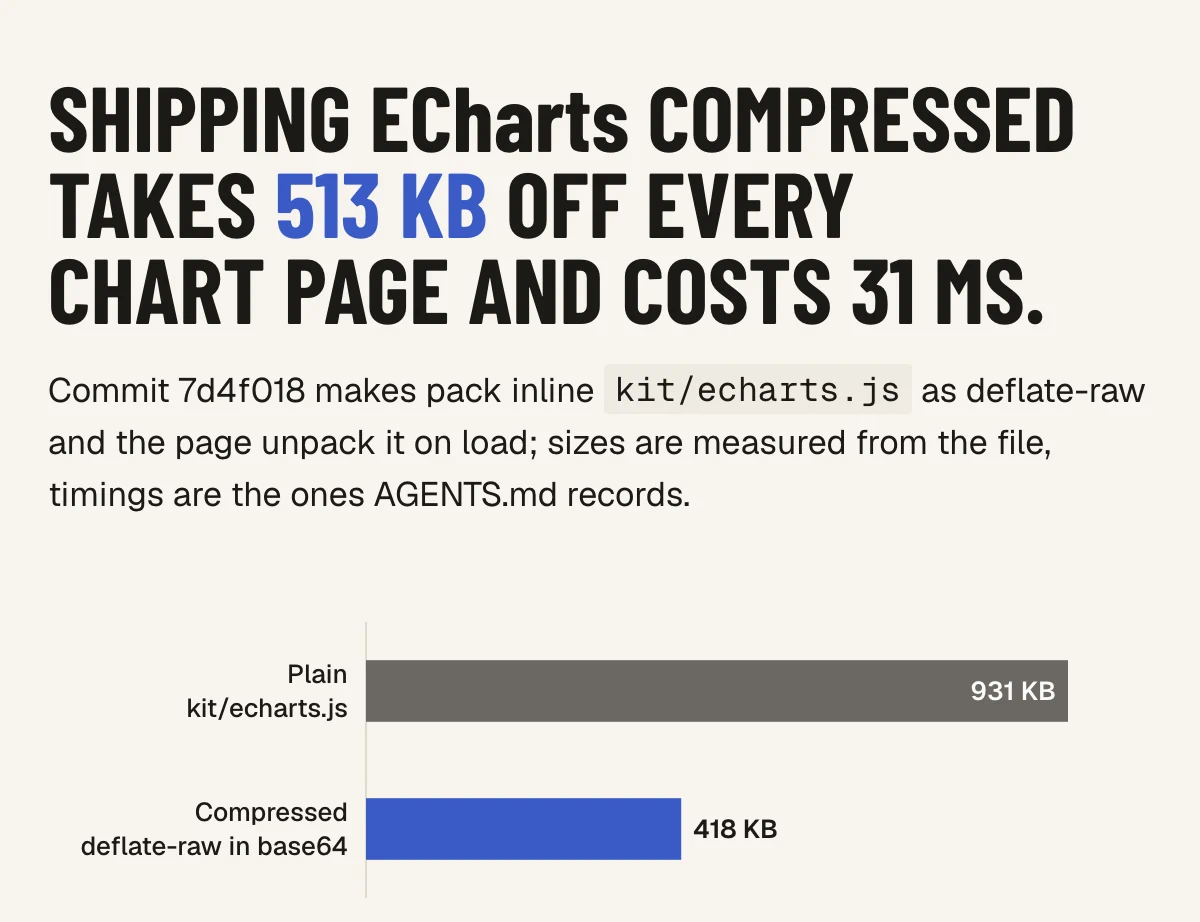 SHIPPING ECharts COMPRESSED
TAKES 513 KB OFF EVERY
CHART PAGE AND COSTS 31 MS.
Commit 7d4f018 makes pack inline kit/echarts.js as deflate-raw
and the page unpack it on load; sizes are measured from the file,
timings are the ones AGENTS.md records.
Plain
kit/echarts.js
931 KB
Compressed
deflate-raw in base64
418 KB